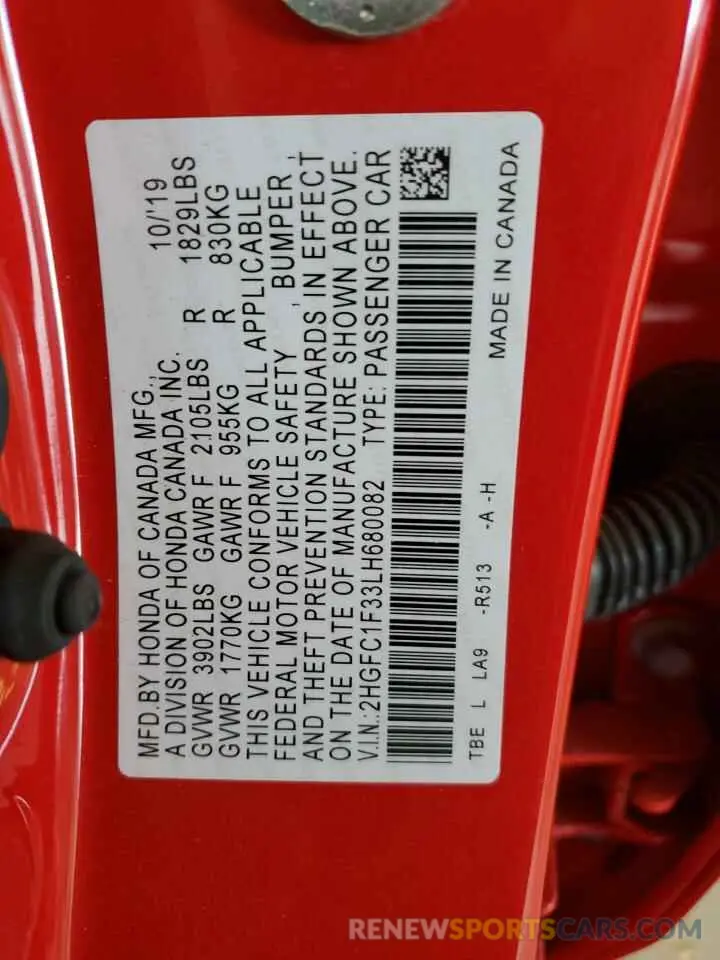 MFD.BY HONDA OF CANADA MFG., 10/'19
A DIVISION OF HONDA CANADA INC.
GVWR 3902LBS GAWR F 2105LBS R 1829LBS
GVWR 1770KG GAWR F 955KG R 830KG
THIS VEHICLE CONFORMS TO ALL APPLICABLE
FEDERAL MOTOR VEHICLE SAFETY , BUMPER ,
AND THEFT PREVENTION STANDARDS IN EFFECT
ON THE DATE OF MANUFACTURE SHOWN ABOVE.
V.I.N.:2HGFC1F33LH680082 TYPE: PASSENGER CAR
TBE L LA9 -R513 -A -H
MADE IN CANADA
RENEWSPORTSCARS.COM